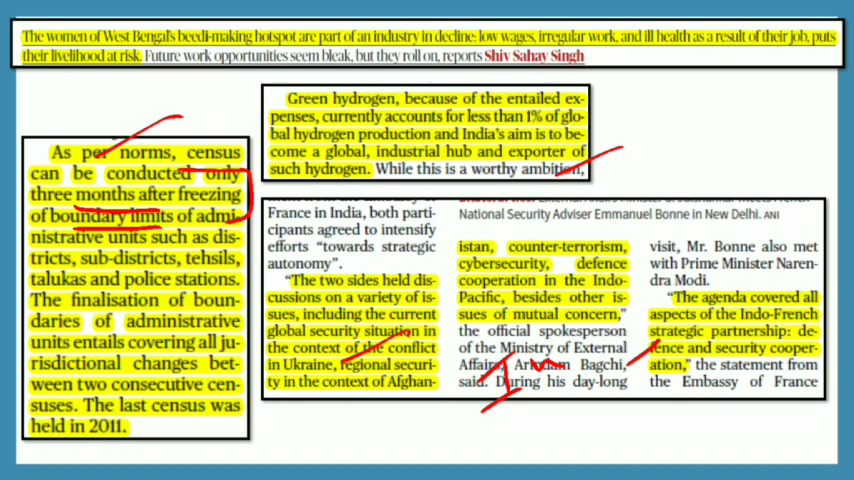 The women of West Bengal's beedi-making hotspot are part of an industry in decline: low wages, irregular work, and ill health as a result of their job, puts
their livelihood at risk. Future work opportunities seem bleak, but they roll on, reports Shiv Sahay Singh
As per norms, census
can be conducted only
three months after freezing
of boundary limits of admi-
nistrative units such as dis-
tricts, sub-districts, tehsils,
talukas and police stations.
The finalisation of boun-
daries of administrative
units entails covering all ju-
risdictional changes bet-
ween two consecutive cen-
suses. The last census was
held in 2011.
Green hydrogen, because of the entailed ex-
penses, currently accounts for less than 1% of glo-
bal hydrogen production and India's aim is to be-
come a global, industrial hub and exporter of
such hydrogen. While this is a worthy ambition,
France in India, both parti-
cipants agreed to intensify
efforts "towards strategic
autonomy".
"The two sides held dis-
cussions on a variety of is-
sues, including the current
global security situation in
the context of the conflict
in Ukraine, regional securi-
ty in the context of Afghan-
National Security Adviser Emmanuel Bonne in New Delhi. ANI
istan, counter-terrorism,
cybersecurity, defence
cooperation in the Indo-
Pacific, besides other is-
sues of mutual concern,"
the official spokesperson
of the Ministry of External
Affairs, Arindam Bagchi,
said. During his day-long
visit, Mr. Bonne also met
with Prime Minister Naren-
dra Modi.
"The agenda covered all
aspects of the Indo-French
strategic partnership: de-
fence and security cooper-
ation," the statement from
the Embassy of France